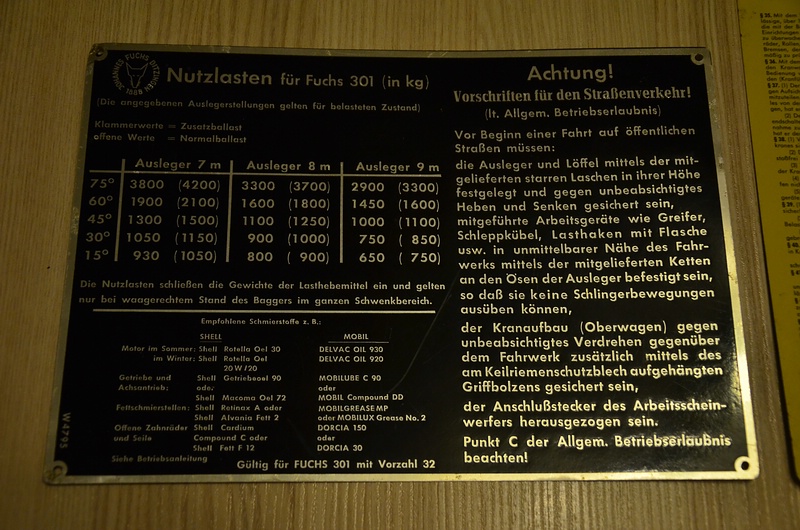 JOHANNES FUCHS DITZINGEN 1888
Nutzlasten für Fuchs 301 (in kg)
(Die angegebenen Auslegerstellungen gelten für belasteten Zustand)
Klammerwerte = Zusatzballast
offene Werte = Normalballast
Ausleger 7 m Ausleger 8 m Ausleger 9 m
75° 3800 (4200) 3300 (3700) 2900 (3300)
60° 1900 (2100) 1600 (1800) 1450 (1600)
45° 1300 (1500) 1100 (1250) 1000 (1100)
30° 1050 (1150) 900 (1000) 750 ( 850)
15° 930 (1050) 800 ( 900) 650 ( 750)
Die Nutzlasten schließen die Gewichte der Lasthebemittel ein und gelten
nur bei waagerechtem Stand des Baggers im ganzen Schwenkbereich.
Empfohlene Schmierstoffe z. B.:
SHELL MOBIL
Motor im Sommer: Shell Rotella Oel 30 DELVAC OIL 930
im Winter: Shell Rotella Oel DELVAC OIL 920
20 W/20
Getriebe und Shell Getriebeoel 90 MOBILUBE C 90
Achsantrieb: oder oder
Shell Macoma Oel 72 MOBIL Compound DD
Fettschmierstellen: Shell Retinax A oder MOBILGREASE MP
Shell Alvania Fett 2 oder MOBILUX Grease No. 2
Offene Zahnräder Shell Cardium DORCIA 150
und Seile Compound C oder oder
Shell Fett F 12 DORCIA 30
Siehe Betriebsanleitung
Gültig für FUCHS 301 mit Vorzahl 32
W 4795
Achtung!
Vorschriften für den Straßenverkehr!
(lt. Allgem. Betriebserlaubnis)
Vor Beginn einer Fahrt auf öffentlichen
Straßen müssen:
die Ausleger und Löffel mittels der mit-
gelieferten starren Laschen in ihrer Höhe
festgelegt und gegen unbeabsichtigtes
Heben und Senken gesichert sein,
mitgeführte Arbeitsgeräte wie Greifer,
Schleppkübel, Lasthaken mit Flasche
usw. in unmittelbarer Nähe des Fahr-
werks mittels der mitgelieferten Ketten
an den Ösen der Ausleger befestigt sein,
so daß sie keine Schlingerbewegungen
ausüben können,
der Kranaufbau (Oberwagen) gegen
unbeabsichtigtes Verdrehen gegenüber
dem Fahrwerk zusätzlich mittels des
am Keilriemenschutzblech aufgehängten
Griffbolzens gesichert sein,
der Anschlußstecker des Arbeitsschein-
werfers herausgezogen sein.
Punkt C der Allgem. Betriebserlaubnis
beachten!